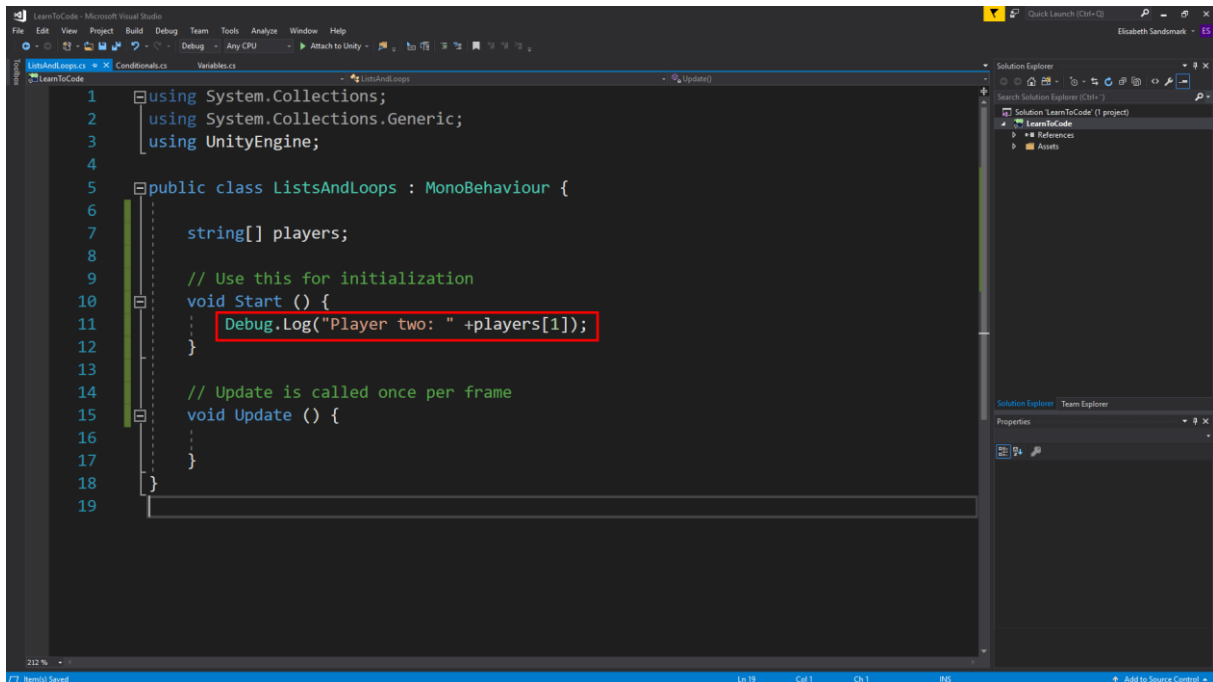 LearnToCode - Microsoft Visual Studio
Quick Launch (Ctrl+Q)
File Edit View Project Build Debug Team Tools Analyze Window Help
Elisabeth Sandsmark ES
Debug Any CPU Attach to Unity
Toolbox
ListsAndLoops.cs Conditionals.cs Variables.cs
LearnToCode ListsAndLoops Update()
1 using System.Collections;
2 using System.Collections.Generic;
3 using UnityEngine;
4
5 public class ListsAndLoops : MonoBehaviour {
6
7 string[] players;
8
9 // Use this for initialization
10 void Start () {
11 Debug.Log("Player two: " +players[1]);
12 }
13
14 // Update is called once per frame
15 void Update () {
16
17 }
18 }
19
212 %
Solution Explorer
Search Solution Explorer (Ctrl+¨)
Solution 'LearnToCode' (1 project)
LearnToCode
References
Assets
Solution Explorer Team Explorer
Properties
Item(s) Saved Ln 19 Col 1 Ch 1 INS Add to Source Control